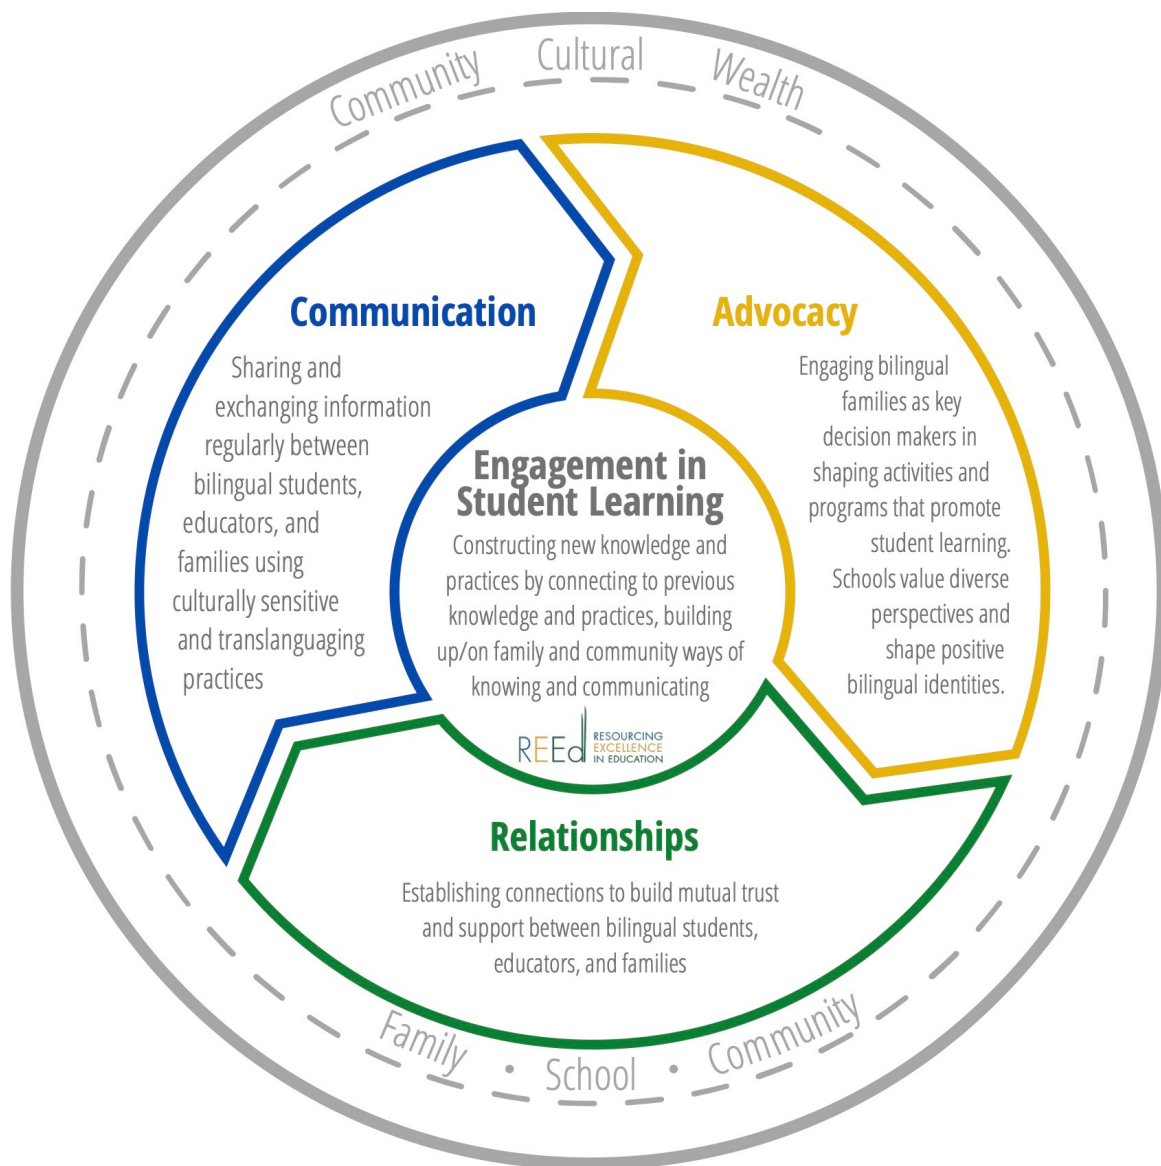 Community Cultural Wealth
Communication
Sharing and
exchanging information
regularly between
bilingual students,
educators, and
families using
culturally sensitive
and translanguaging
practices
Advocacy
Engaging bilingual
families as key
decision makers in
shaping activities and
programs that promote
student learning.
Schools value diverse
perspectives and
shape positive
bilingual identities.
Engagement in
Student Learning
Constructing new knowledge and
practices by connecting to previous
knowledge and practices, building
up/on family and community ways of
knowing and communicating
REEd
RESOURCING
EXCELLENCE
IN EDUCATION
Relationships
Establishing connections to build mutual trust
and support between bilingual students,
educators, and families
Family • School • Community